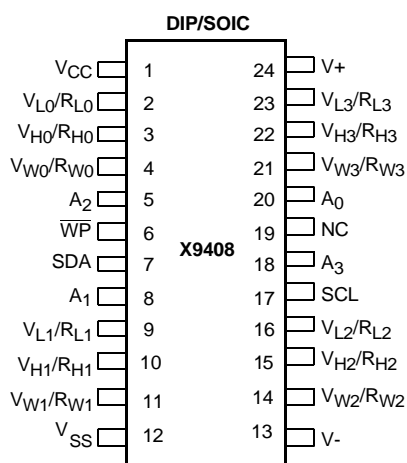 DIP/SOIC
VCC 1 24 V+
VL0/RL0 2 23 VL3/RL3
VH0/RH0 3 22 VH3/RH3
VW0/RW0 4 21 VW3/RW3
A2 5 20 A0
W̅P̅ 6 19 NC
X9408
SDA 7 18 A3
A1 8 17 SCL
VL1/RL1 9 16 VL2/RL2
VH1/RH1 10 15 VH2/RH2
VW1/RW1 11 14 VW2/RW2
VSS 12 13 V-